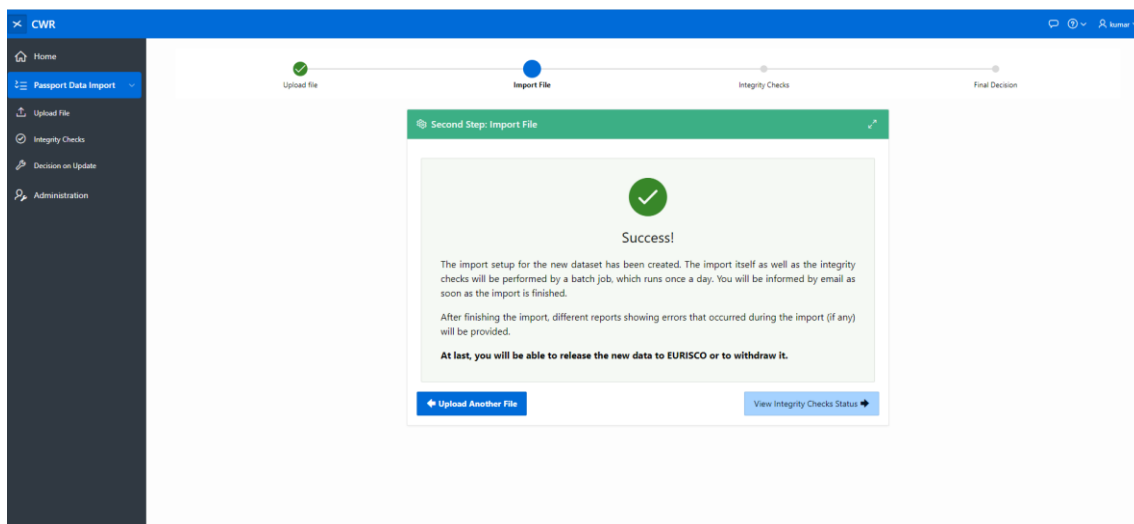 CWR
kumar
Home
Passport Data Import
Upload File
Integrity Checks
Decision on Update
Administration
Upload file
Import File
Integrity Checks
Final Decision
Second Step: Import File
Success!
The import setup for the new dataset has been created. The import itself as well as the integrity
checks will be performed by a batch job, which runs once a day. You will be informed by email as
soon as the import is finished.
After finishing the import, different reports showing errors that occurred during the import (if any)
will be provided.
At last, you will be able to release the new data to EURISCO or to withdraw it.
Upload Another File
View Integrity Checks Status